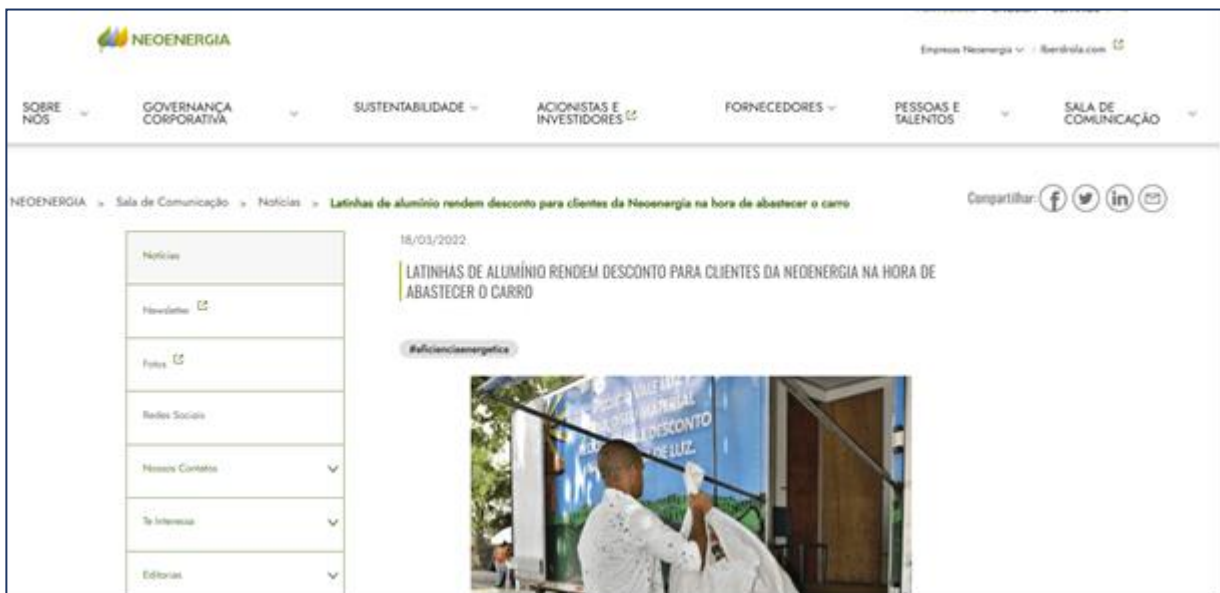 NEOENERGIA
Empresas Neoenergia
Iberdrola.com
SOBRE NÓS
GOVERNANÇA CORPORATIVA
SUSTENTABILIDADE
ACIONISTAS E INVESTIDORES
FORNECEDORES
PESSOAS E TALENTOS
SALA DE COMUNICAÇÃO
NEOENERGIA » Sala de Comunicação » Notícias » Latinhas de alumínio rendem desconto para clientes da Neoenergia na hora de abastecer o carro
Compartilhar:
Notícias
Newsletter
Fotos
Redes Sociais
Nossos Contatos
Te Interessa
Editorias
18/03/2022
LATINHAS DE ALUMÍNIO RENDEM DESCONTO PARA CLIENTES DA NEOENERGIA NA HORA DE
ABASTECER O CARRO
#eficienciaenergetica
VALE LUZ
MATERIAL
DESCONTO
DE LUZ.